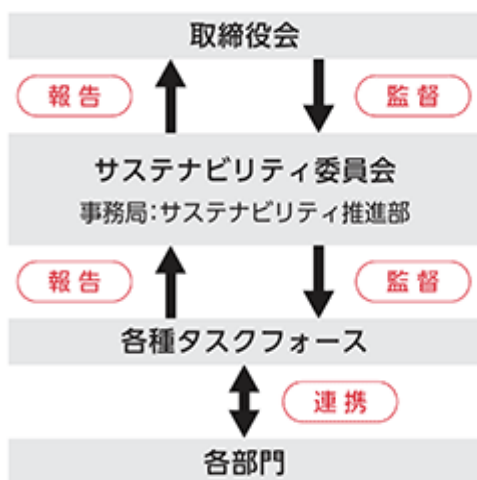 取締役会
報告
監督
サステナビリティ委員会
事務局：サステナビリティ推進部
報告
監督
各種タスクフォース
連携
各部門